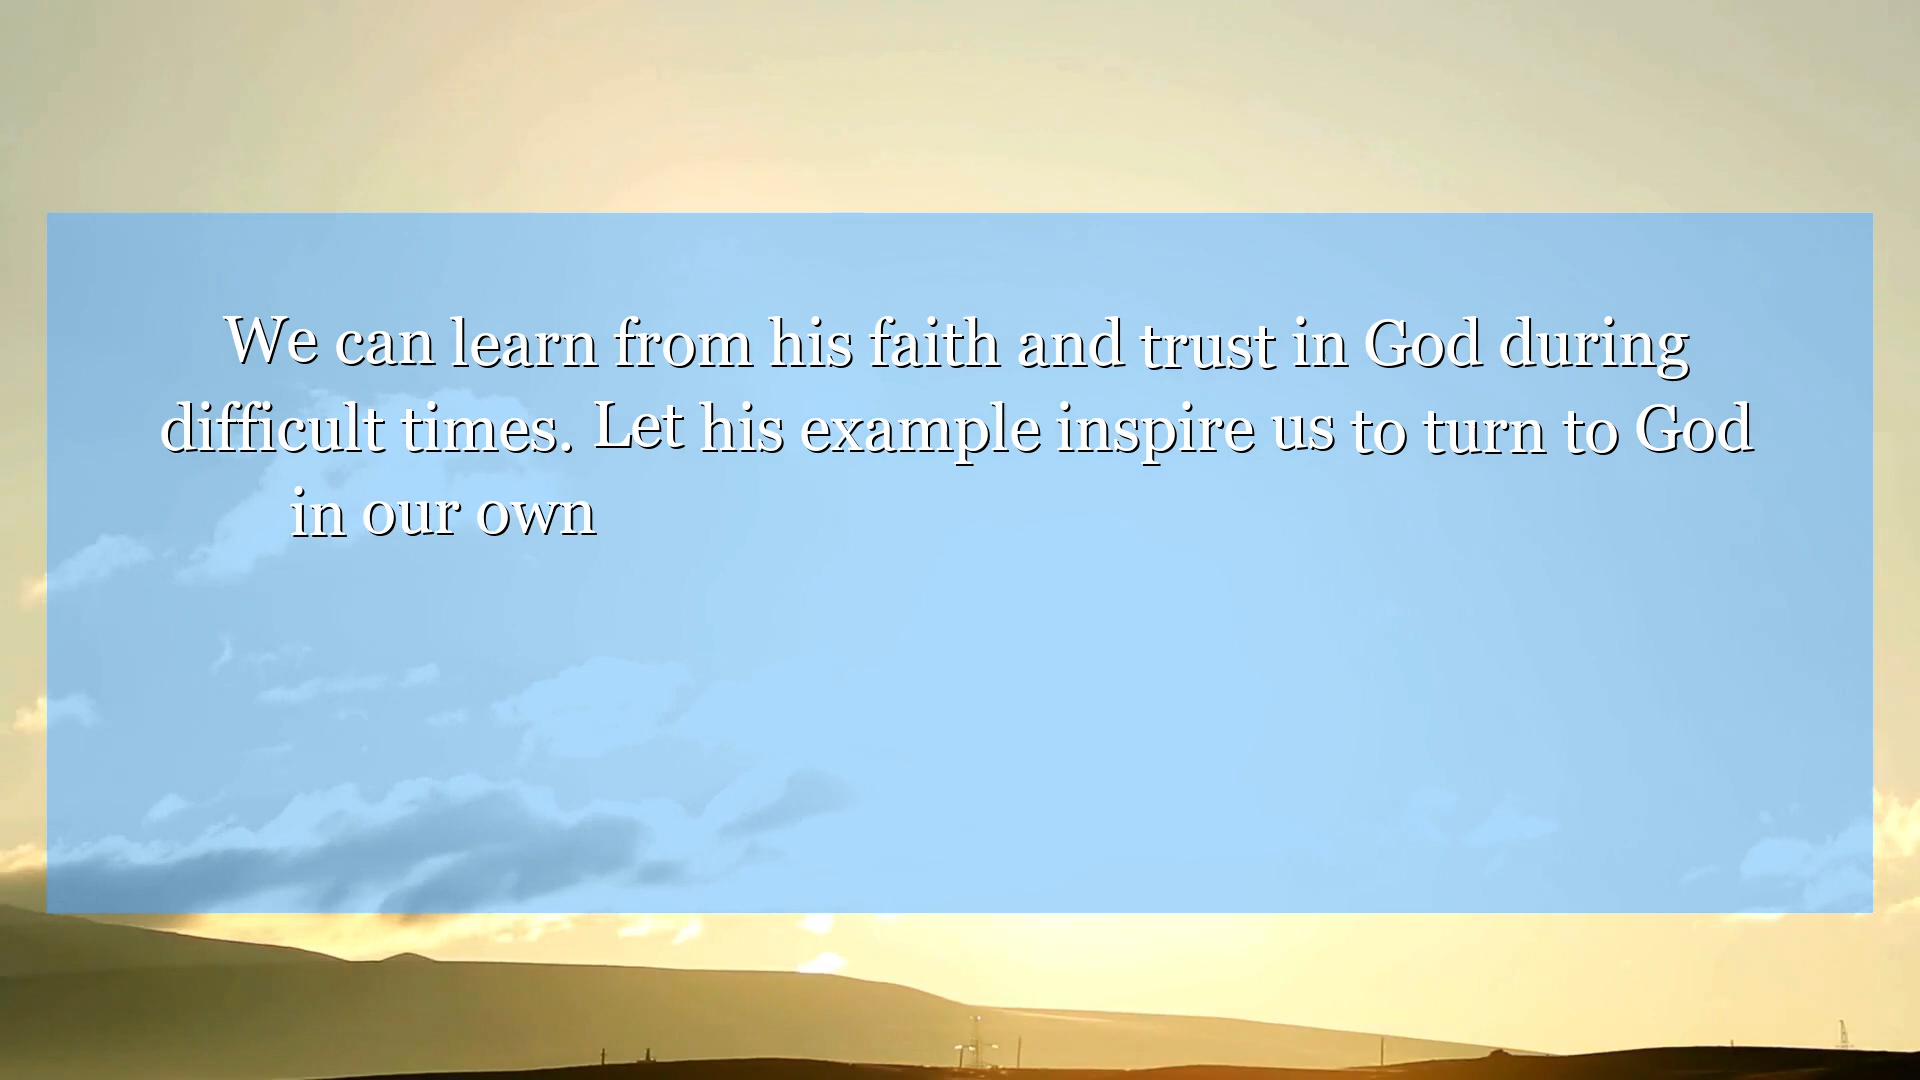 We can learn from his faith and trust in God during
difficult times. Let his example inspire us to turn to God
in our own